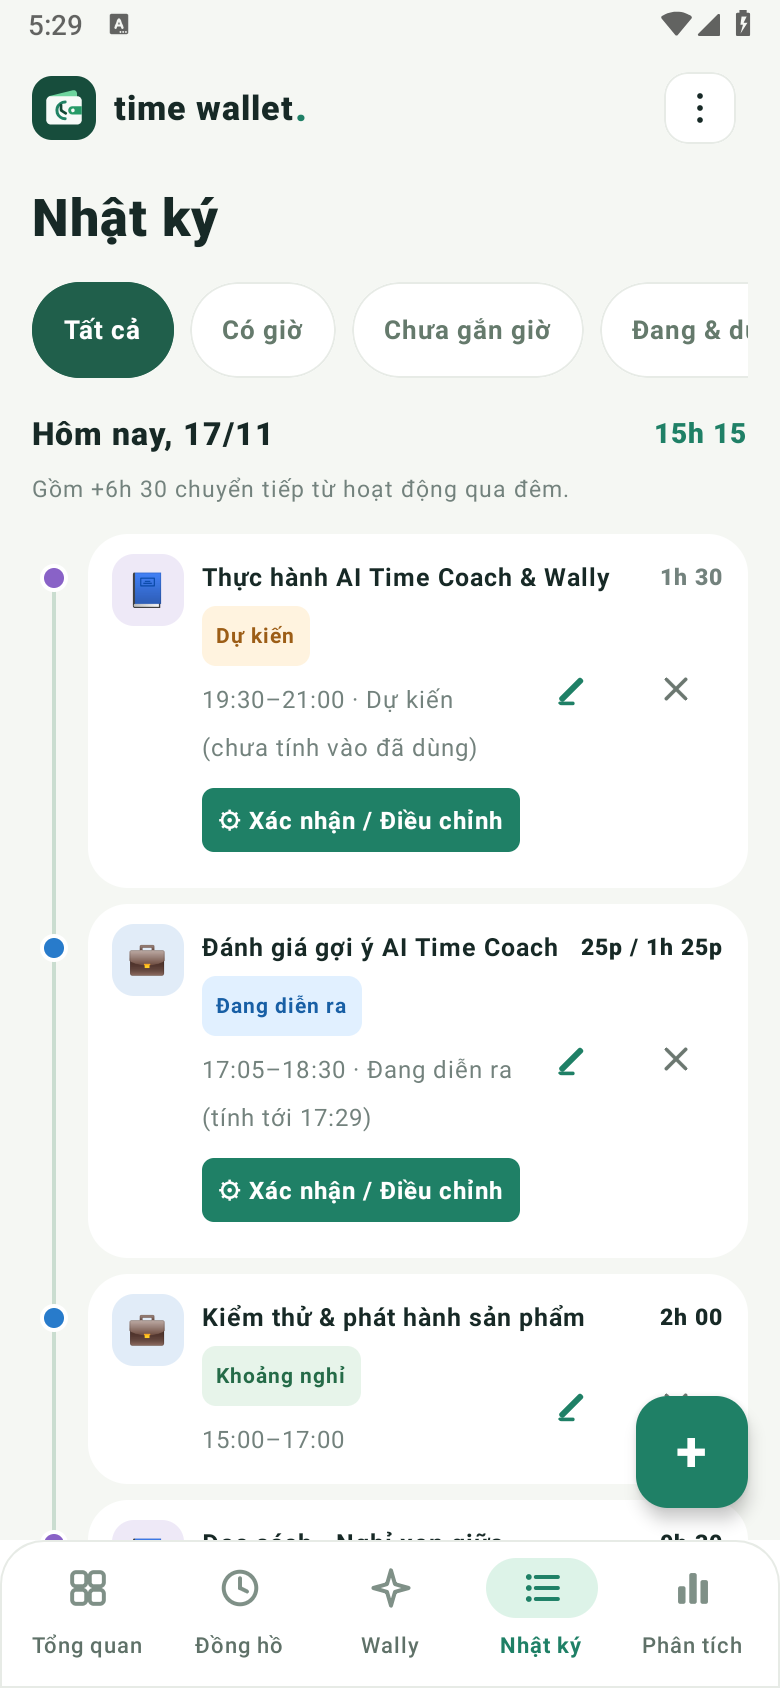 5:29
time wallet.
Nhật ký
Tất cả
Có giờ
Chưa gắn giờ
Đang &
Hôm nay, 17/11
15h 15
Gồm +6h 30 chuyển tiếp từ hoạt động qua đêm.
Thực hành AI Time Coach & Wally
1h 30
Dự kiến
19:30–21:00 · Dự kiến
(chưa tính vào đã dùng)
Xác nhận / Điều chỉnh
Đánh giá gợi ý AI Time Coach
25p / 1h 25p
Đang diễn ra
17:05–18:30 · Đang diễn ra
(tính tới 17:29)
Xác nhận / Điều chỉnh
Kiểm thử & phát hành sản phẩm
2h 00
Khoảng nghỉ
15:00–17:00
Tổng quan
Đồng hồ
Wally
Nhật ký
Phân tích